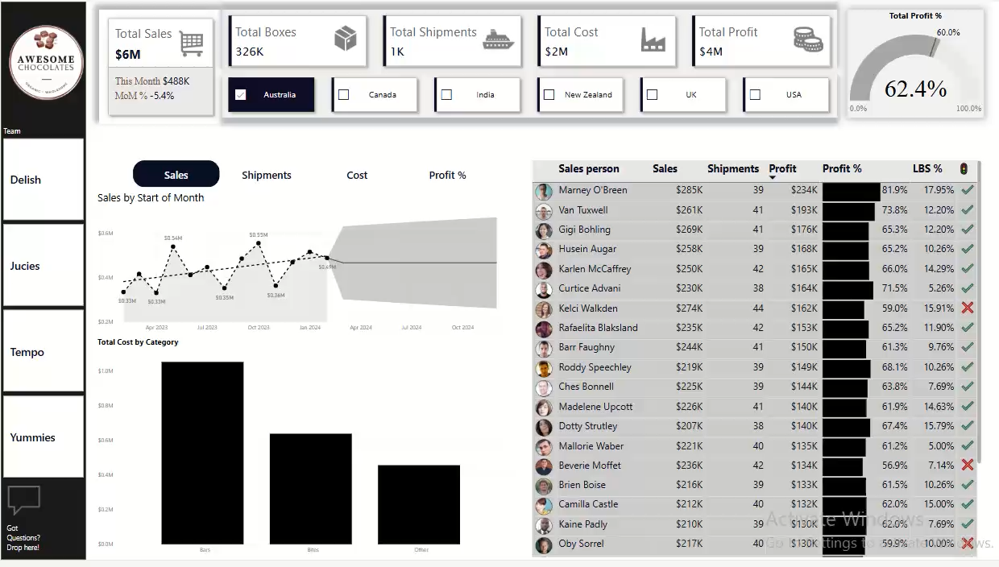 AWESOME
CHOCOLATES
Total Sales
$6M
This Month $488K
MoM % -5.4%
Total Boxes
326K
Total Shipments
1K
Total Cost
$2M
Total Profit
$4M
Australia
Canada
India
New Zealand
UK
USA
Total Profit %
60.0%
62.4%
0.0%
100.0%
Team
Delish
Jucies
Tempo
Yummies
Got
Questions?
Drop here!
Sales
Shipments
Cost
Profit %
Sales by Start of Month
$0.6M
$0.4M
$0.2M
$0.33M
$0.33M
$0.54M
$0.35M
$0.55M
$0.36M
$0.49M
Apr 2023
Jul 2023
Oct 2023
Jan 2024
Apr 2024
Jul 2024
Oct 2024
Total Cost by Category
$1.0M
$0.8M
$0.6M
$0.4M
$0.2M
$0.0M
Bars
Bites
Other
Sales person Sales Shipments Profit Profit % LBS %
Marney O'Breen $285K 39 $234K 81.9% 17.95%
Van Tuxwell $261K 41 $193K 73.8% 12.20%
Gigi Bohling $269K 41 $176K 65.3% 12.20%
Husein Augar $258K 39 $168K 65.2% 10.26%
Karlen McCaffrey $250K 42 $165K 66.0% 14.29%
Curtice Advani $230K 38 $164K 71.5% 5.26%
Kelci Walkden $274K 44 $162K 59.0% 15.91%
Rafaelita Blaksland $235K 42 $153K 65.2% 11.90%
Barr Faughny $244K 41 $150K 61.3% 9.76%
Roddy Speechley $219K 39 $149K 68.1% 10.26%
Ches Bonnell $225K 39 $144K 63.8% 7.69%
Madelene Upcott $226K 41 $140K 61.9% 14.63%
Dotty Strutley $207K 38 $140K 67.4% 15.79%
Mallorie Waber $221K 40 $135K 61.2% 5.00%
Beverie Moffet $236K 42 $134K 56.9% 7.14%
Brien Boise $216K 39 $133K 61.5% 10.26%
Camilla Castle $212K 40 $132K 62.0% 15.00%
Kaine Padly $210K 39 $130K 62.0% 7.69%
Oby Sorrel $217K 40 $130K 59.9% 10.00%
Activate Windows
Go to Settings to activate Windows.